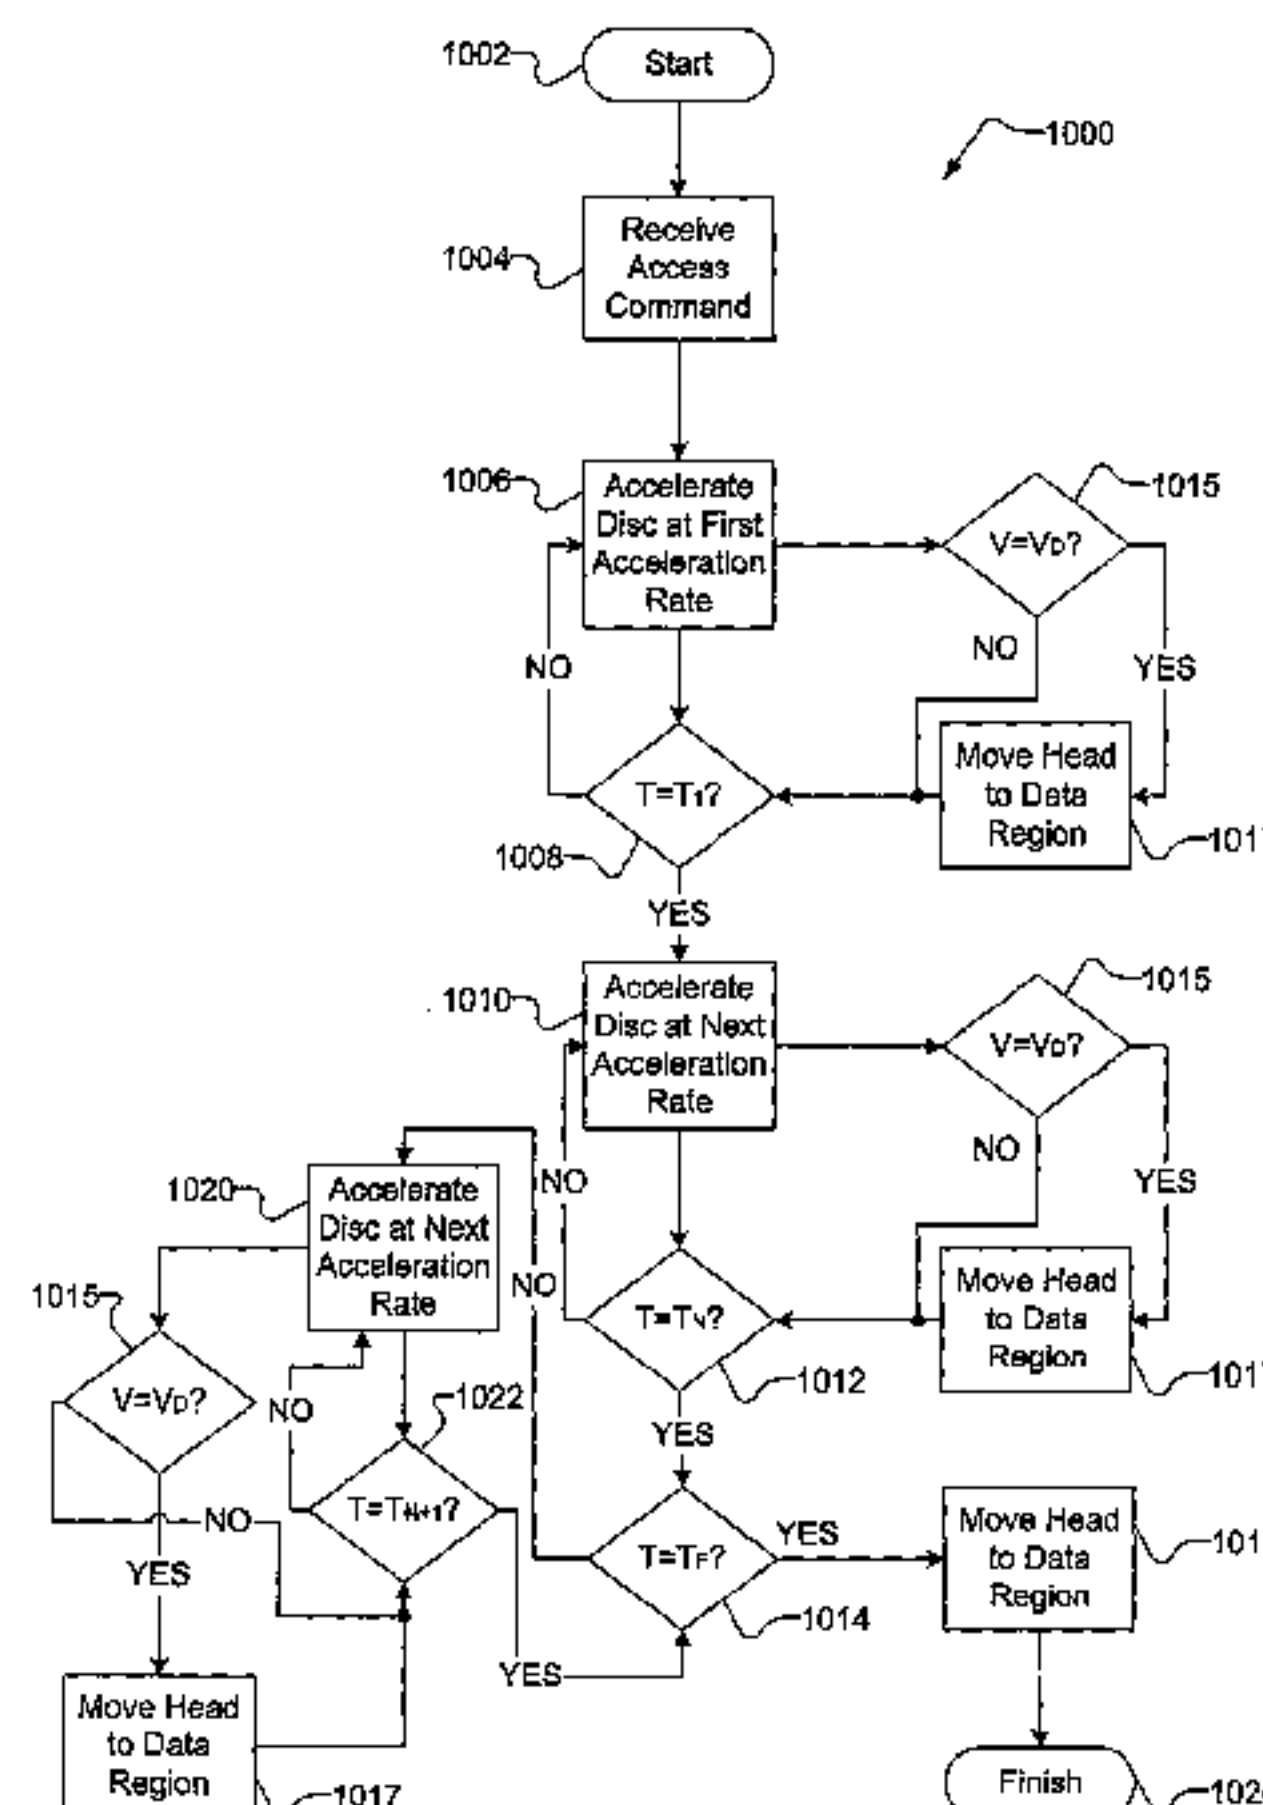 1002
Start
1000
1004
Receive
Access
Command
1006
Accelerate
Disc at First
Acceleration
Rate
V=VD?
1015
NO
NO
YES
T=T1?
Move Head
to Data
Region
1008
101
YES
1010
Accelerate
Disc at Next
Acceleration
Rate
V=VD?
1015
NO
NO
YES
1020
Accelerate
Disc at Next
Acceleration
Rate
NO
T=TN?
Move Head
to Data
Region
1012
101
1015
V=VD?
NO
1022
YES
T=TN+1?
NO
YES
T=TF?
YES
Move Head
to Data
Region
101
1014
YES
Move Head
to Data
Region
1017
Finish
102